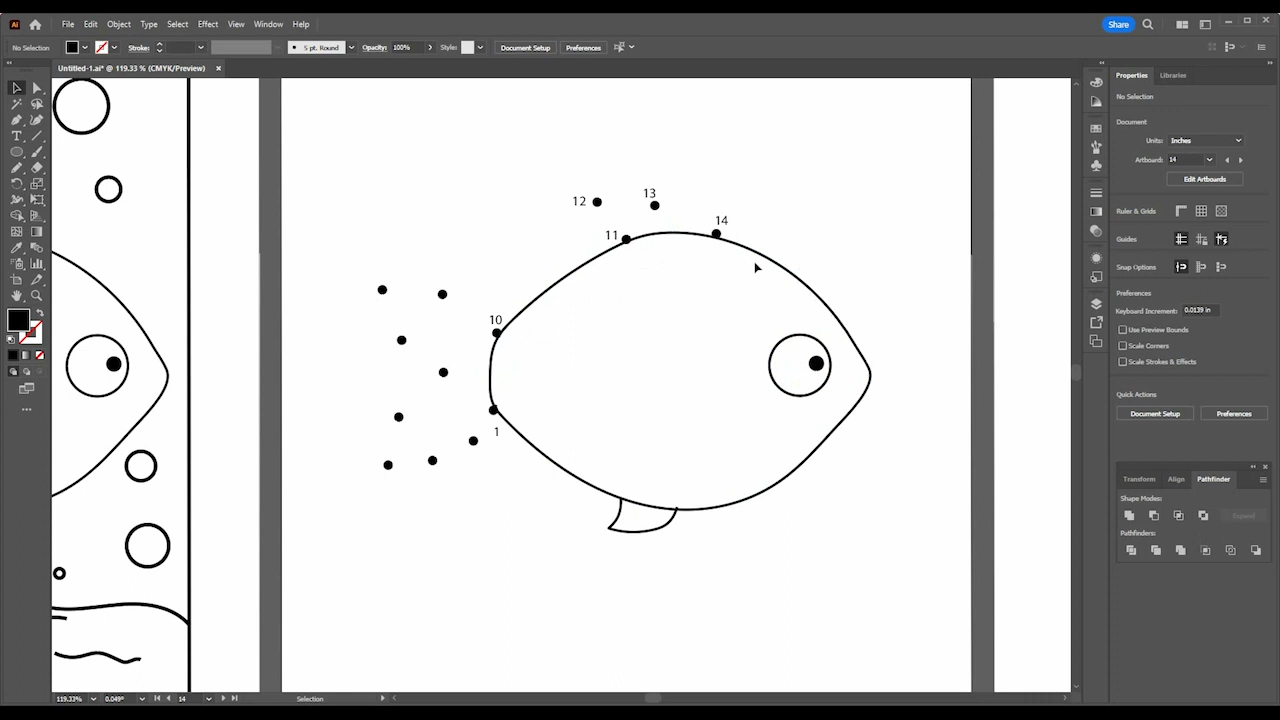 Ai File Edit Object Type Select Effect View Window Help Share
No Selection Stroke: 5 pt. Round Opacity: 100% Style: Document Setup Preferences
Untitled-1.ai* @ 119.33 % (CMYK/Preview) ×
Properties Libraries
No Selection
Document
Units: Inches
Artboard: 14
Edit Artboards
Ruler & Grids
Guides
Snap Options
Preferences
Keyboard Increment: 0.0139 in
Use Preview Bounds
Scale Corners
Scale Strokes & Effects
Quick Actions
Document Setup Preferences
Transform Align Pathfinder
Shape Modes:
Expand
Pathfinders:
12
13
14
11
10
1
119.33% 0.049° 14 Selection